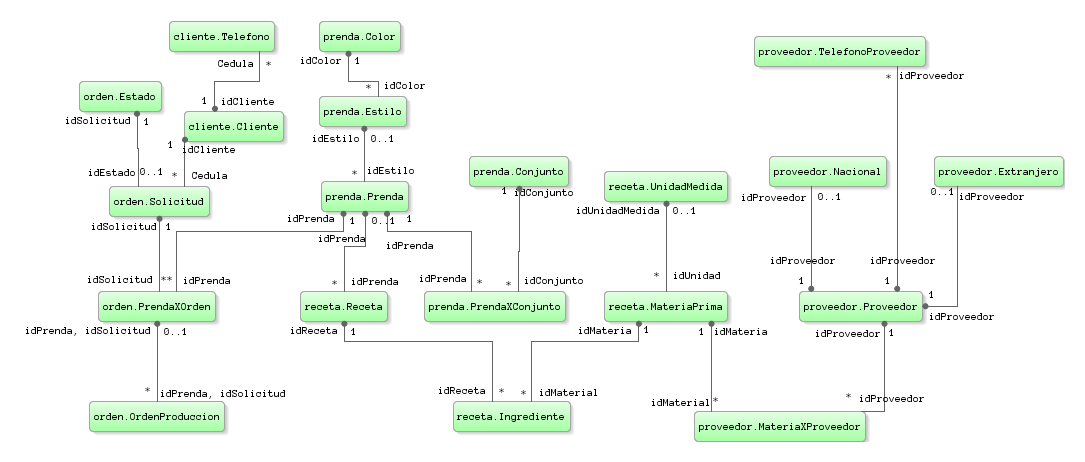 cliente.Telefono
prenda.Color
proveedor.TelefonoProveedor
Cedula *
idColor 1
* idProveedor
orden.Estado
1 idCliente
* idColor
idSolicitud 1
cliente.Cliente
prenda.Estilo
1 idCliente
idEstilo 0..1
idEstado 0..1
* Cedula
* idEstilo
prenda.Conjunto
receta.UnidadMedida
proveedor.Nacional
proveedor.Extranjero
orden.Solicitud
prenda.Prenda
1 idConjunto
idUnidadMedida 0..1
idProveedor 0..1
0..1 idProveedor
idSolicitud 1
idPrenda 1
0..1
idPrenda
1
idPrenda
idProveedor
1
idProveedor
1
idSolicitud *
* idPrenda
* idPrenda
idPrenda *
* idConjunto
* idUnidad
1
idProveedor
orden.PrendaXOrden
receta.Receta
prenda.PrendaXConjunto
receta.MateriaPrima
proveedor.Proveedor
idPrenda, idSolicitud 0..1
idReceta 1
idMateria 1
1 idMateria
idProveedor 1
* idPrenda, idSolicitud
idReceta *
* idMaterial
idMaterial *
* idProveedor
orden.OrdenProduccion
receta.Ingrediente
proveedor.MateriaXProveedor